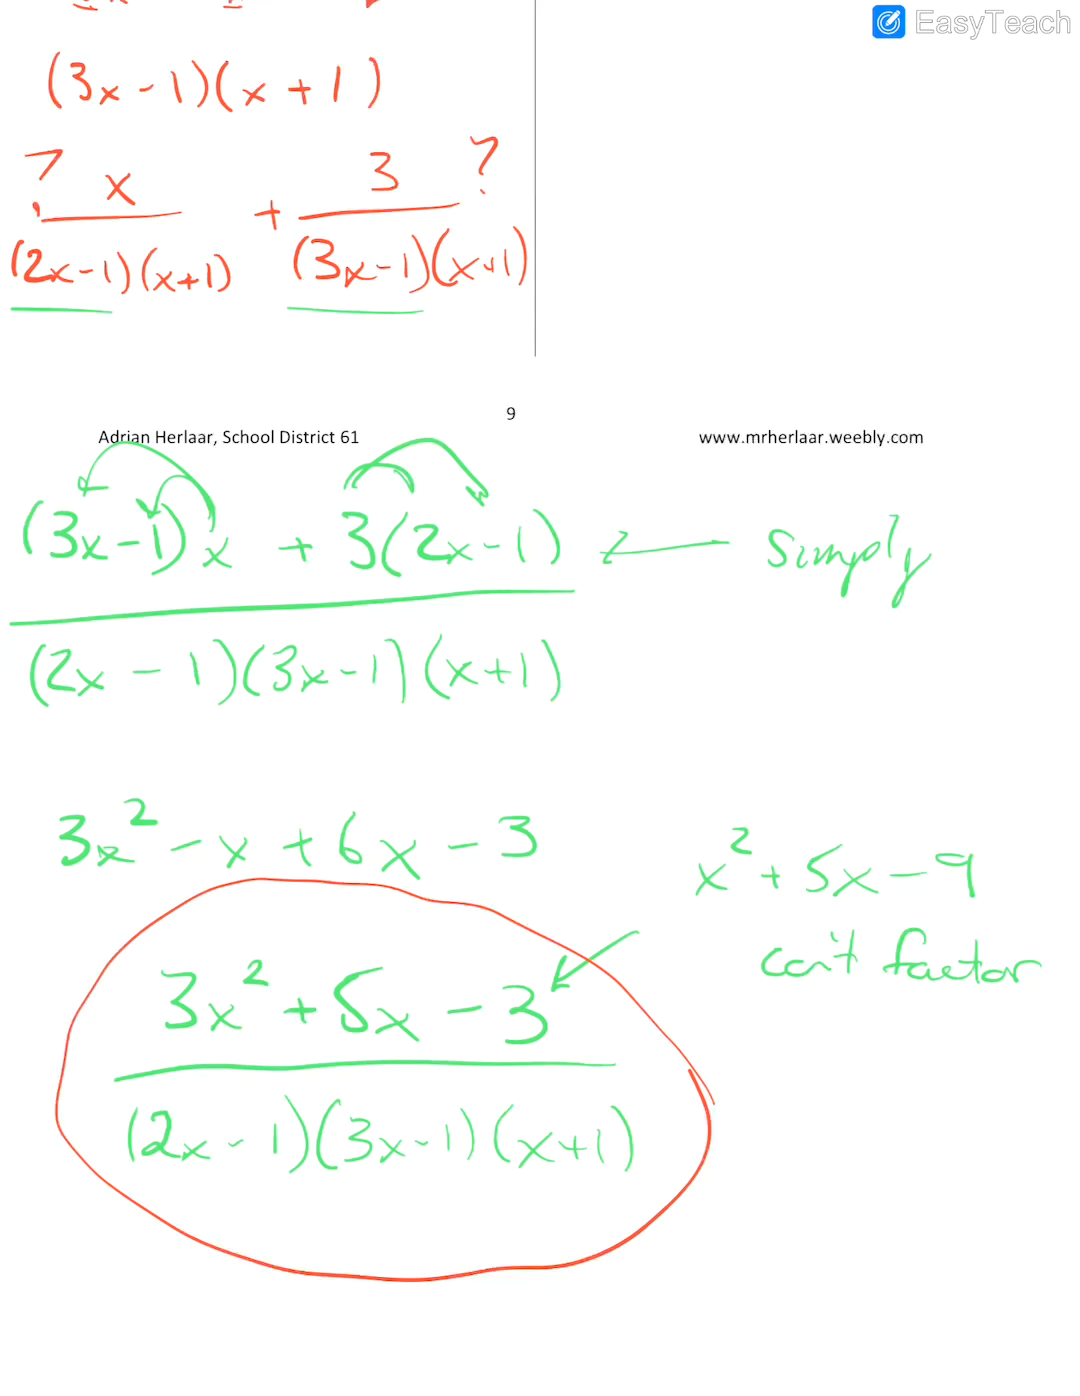 EasyTeach
(3x - 1)(x + 1)
? x/((2x-1)(x+1)) + 3/((3x-1)(x+1)) ?
9
Adrian Herlaar, School District 61
www.mrherlaar.weebly.com
((3x-1)x + 3(2x-1))/((2x - 1)(3x-1)(x+1)) ← Simply
3x² - x + 6x - 3
x² + 5x - 9
can't factor
(3x² + 5x - 3)/((2x - 1)(3x-1)(x+1))